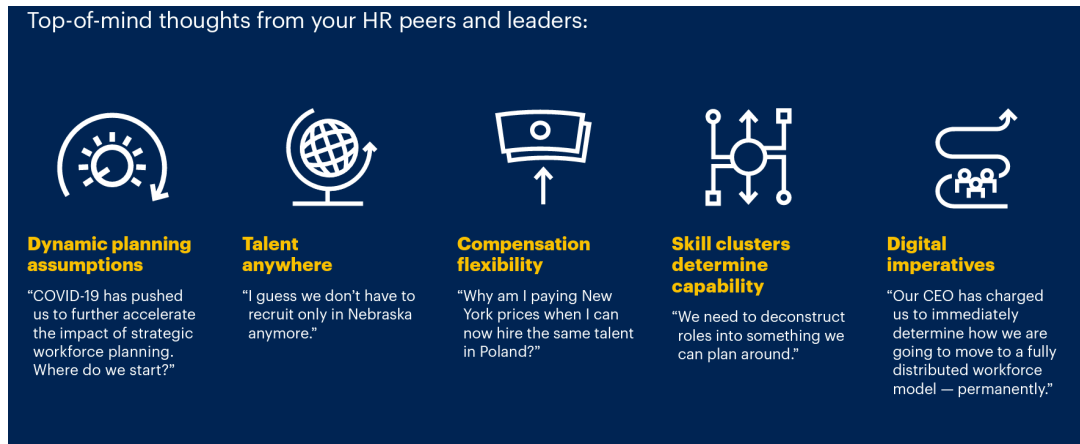 Top-of-mind thoughts from your HR peers and leaders:
Dynamic planning
assumptions
“COVID-19 has pushed
us to further accelerate
the impact of strategic
workforce planning.
Where do we start?”
Talent
anywhere
“I guess we don’t have to
recruit only in Nebraska
anymore.”
Compensation
flexibility
“Why am I paying New
York prices when I can
now hire the same talent
in Poland?”
Skill clusters
determine
capability
“We need to deconstruct
roles into something we
can plan around.”
Digital
imperatives
“Our CEO has charged
us to immediately
determine how we are
going to move to a fully
distributed workforce
model — permanently.”